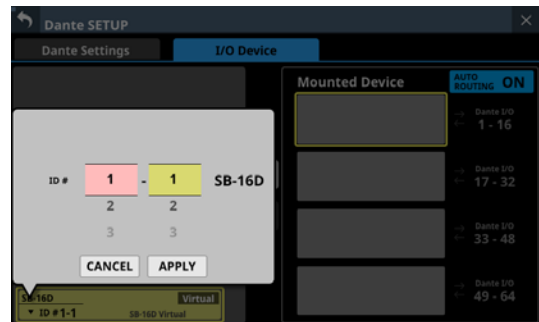 Dante SETUP
Dante Settings
I/O Device
Mounted Device
AUTO ROUTING ON
Dante I/O
1 - 16
Dante I/O
17 - 32
Dante I/O
33 - 48
Dante I/O
49 - 64
ID # 1 - 1 SB-16D
2 2
3 3
CANCEL APPLY
SB-16D Virtual
▼ ID # 1-1 SB-16D Virtual